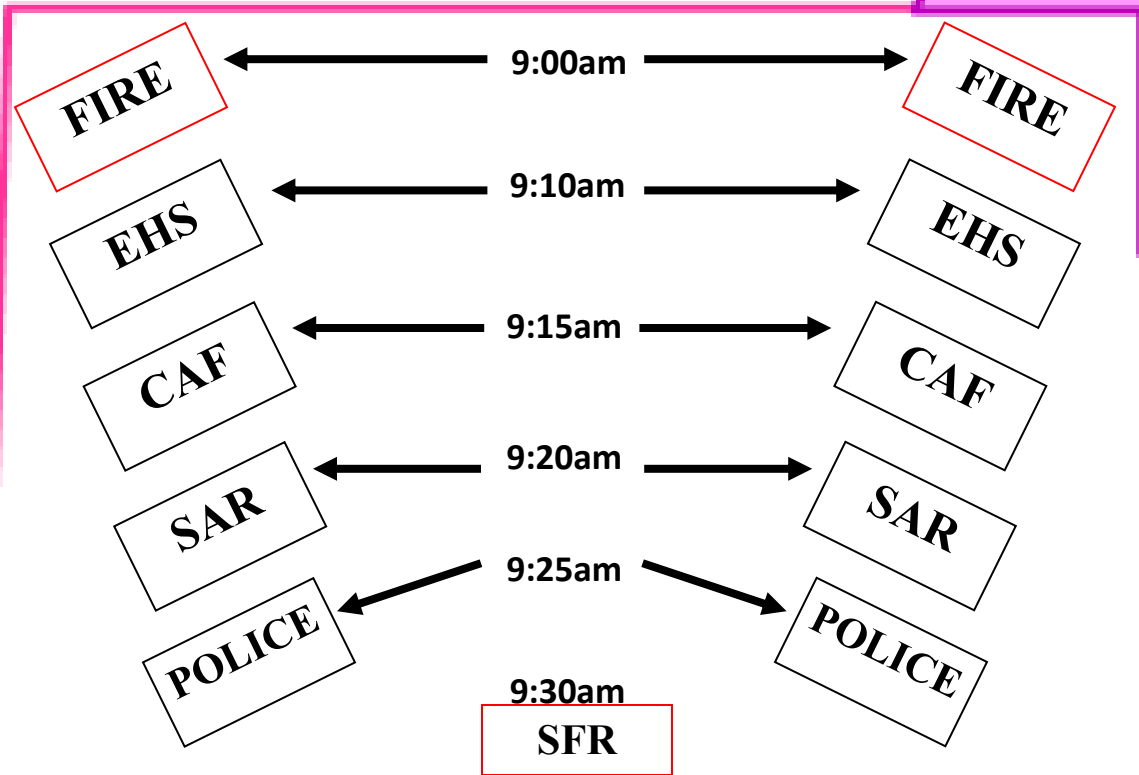 FIRE 9:00am FIRE
EHS 9:10am EHS
CAF 9:15am CAF
SAR 9:20am SAR
POLICE 9:25am POLICE
9:30am
SFR